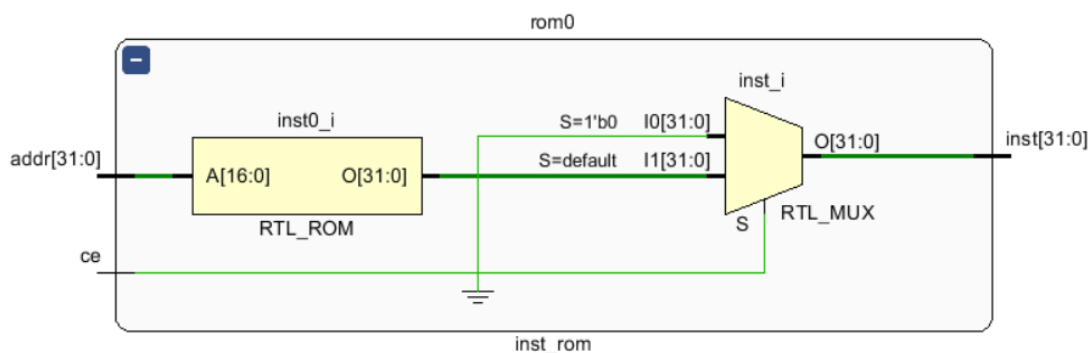 rom0
inst_i
inst0_i
S=1'b0 I0[31:0]
addr[31:0] A[16:0] O[31:0] S=default I1[31:0] O[31:0] inst[31:0]
RTL_ROM S RTL_MUX
ce
inst_rom